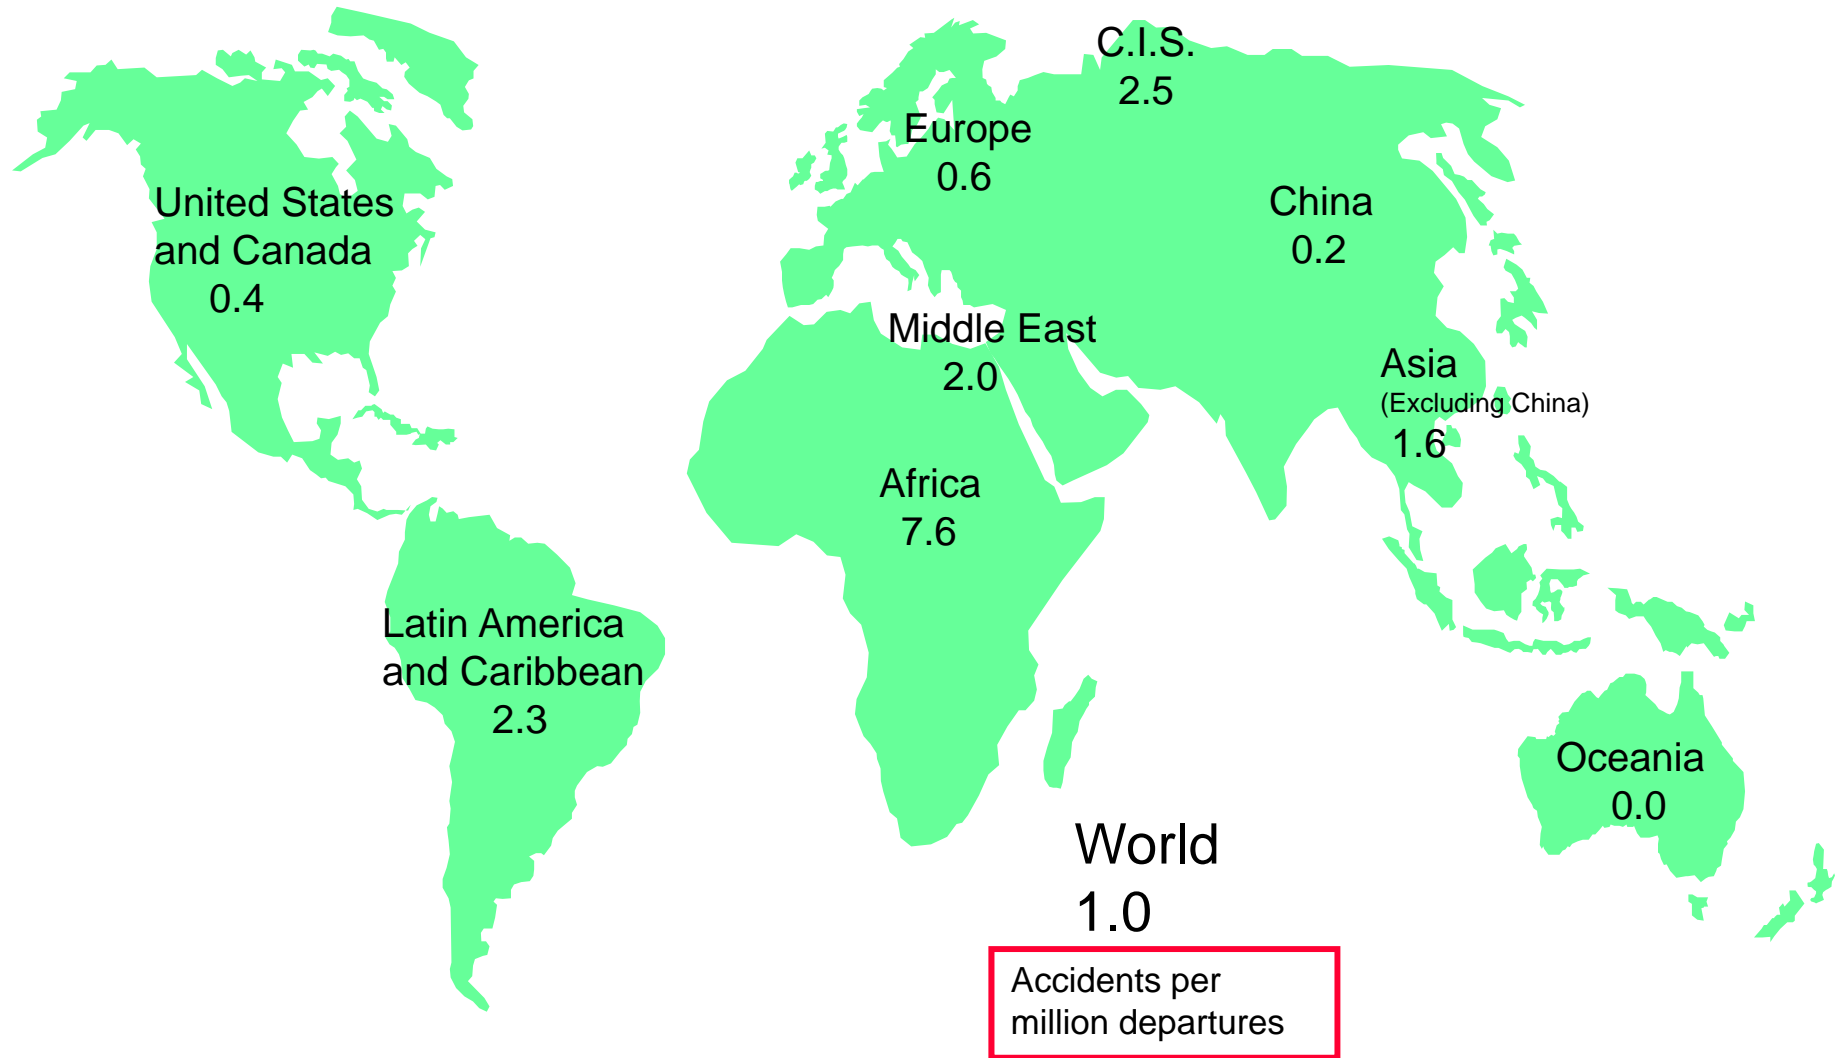 C.I.S.
2.5
Europe
0.6
United States
and Canada
0.4
China
0.2
Middle East
2.0
Asia
(Excluding China)
1.6
Africa
7.6
Latin America
and Caribbean
2.3
Oceania
0.0
World
1.0
Accidents per
million departures